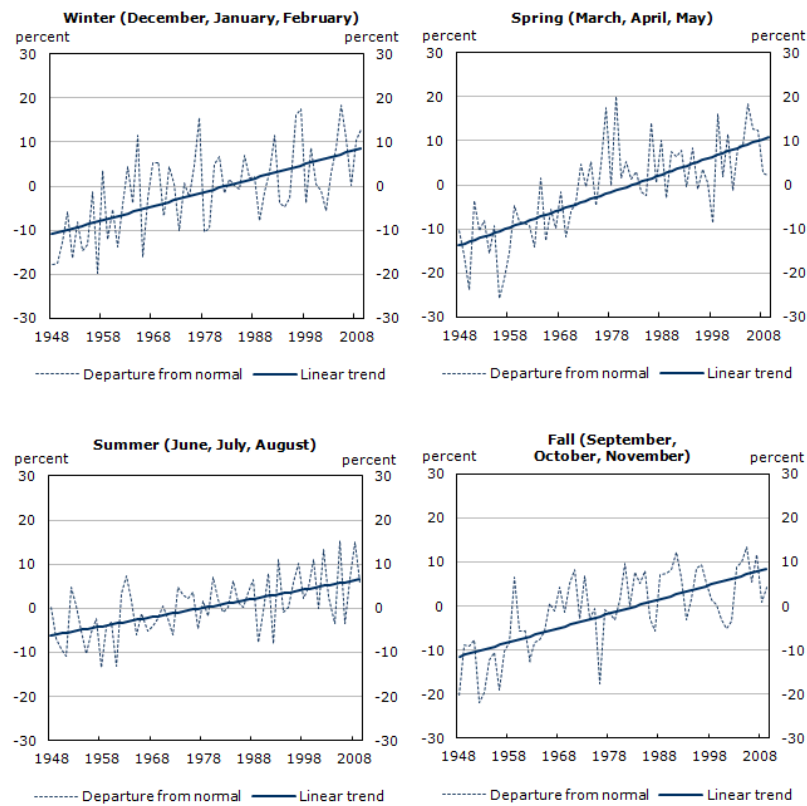 Winter (December, January, February)
percent percent
30 30
20 20
10 10
0 0
-10 -10
-20 -20
-30 -30
1948 1958 1968 1978 1988 1998 2008
Departure from normal Linear trend
Spring (March, April, May)
percent percent
30 30
20 20
10 10
0 0
-10 -10
-20 -20
-30 -30
1948 1958 1968 1978 1988 1998 2008
Departure from normal Linear trend
Summer (June, July, August)
percent percent
30 30
20 20
10 10
0 0
-10 -10
-20 -20
-30 -30
1948 1958 1968 1978 1988 1998 2008
Departure from normal Linear trend
Fall (September,
October, November)
percent percent
30 30
20 20
10 10
0 0
-10 -10
-20 -20
-30 -30
1948 1958 1968 1978 1988 1998 2008
Departure from normal Linear trend